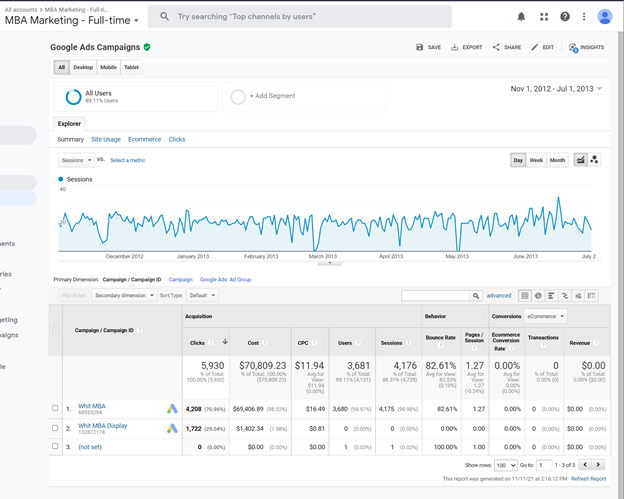 All accounts > MBA Marketing - Full-ti...
MBA Marketing - Full-time
Try searching "Top channels by users"
Google Ads Campaigns
SAVE EXPORT SHARE EDIT INSIGHTS
All Desktop Mobile Tablet
All Users
89.11% Users
+ Add Segment
Nov 1, 2012 - Jul 1, 2013
Explorer
Summary Site Usage Ecommerce Clicks
Sessions VS. Select a metric
Day Week Month
Sessions
40
20
December 2012 January 2013 February 2013 March 2013 April 2013 May 2013 June 2013 July 2
Primary Dimension: Campaign / Campaign ID Campaign Google Ads: Ad Group
Plot Rows Secondary dimension Sort Type: Default
advanced
Campaign / Campaign ID
Acquisition Behavior Conversions eCommerce
Clicks Cost CPC Users Sessions Bounce Rate Pages / Session Ecommerce Conversion Rate Transactions Revenue
5,930 $70,809.23 $11.94 3,681 4,176 82.61% 1.27 0.00% 0 $0.00
% of Total: 100.00% (5,930)
% of Total: 100.00% ($70,809.23)
Avg for View: $11.94 (0.00%)
% of Total: 89.11% (4,131)
% of Total: 88.31% (4,729)
Avg for View: 82.53% (0.10%)
Avg for View: 1.27 (-0.24%)
Avg for View: 0.00% (0.00%)
% of Total: 0.00% (0)
% of Total: 0.00% ($0.00)
1. Whit MBA 4,208 (70.96%) $69,406.89 (98.02%) $16.49 3,680 (99.97%) 4,175 (99.98%) 82.61% 1.27 0.00% 0 (0.00%) $0.00 (0.00%)
68555294
2. Whit MBA Display 1,722 (29.04%) $1,402.34 (1.98%) $0.81 0 (0.00%) 0 (0.00%) 0.00% 0.00 0.00% 0 (0.00%) $0.00 (0.00%)
132872174
3. (not set) 0 (0.00%) $0.00 (0.00%) $0.00 1 (0.03%) 1 (0.02%) 100.00% 1.00 0.00% 0 (0.00%) $0.00 (0.00%)
Show rows: 100 Go to: 1 1 - 3 of 3
This report was generated on 11/11/21 at 2:16:12 PM - Refresh Report
ments
ries
geting
paigns
le